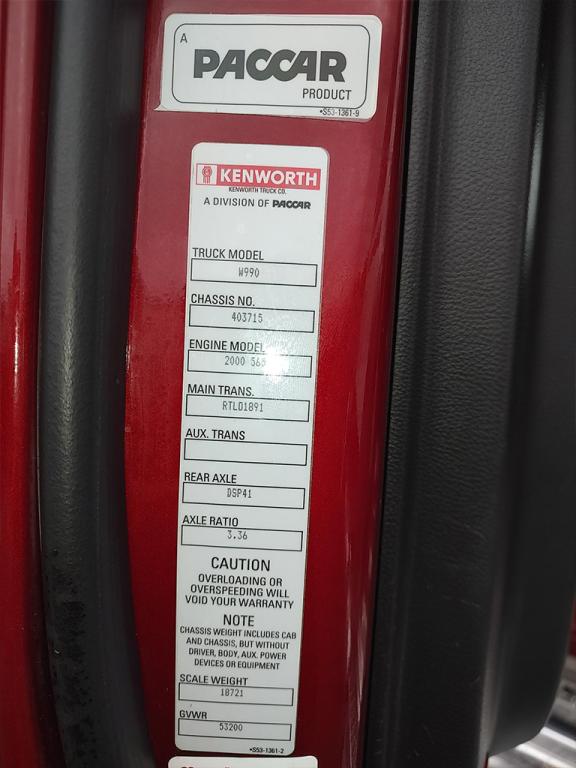 A
PACCAR
PRODUCT
*S53-1361-9
KENWORTH
KENWORTH TRUCK CO.
A DIVISION OF PACCAR
TRUCK MODEL
W990
CHASSIS NO.
403715
ENGINE MODEL
2000 565
MAIN TRANS.
RTLO1891
AUX. TRANS
REAR AXLE
DSP41
AXLE RATIO
3.36
CAUTION
OVERLOADING OR
OVERSPEEDING WILL
VOID YOUR WARRANTY
NOTE
CHASSIS WEIGHT INCLUDES CAB
AND CHASSIS, BUT WITHOUT
DRIVER, BODY, AUX. POWER
DEVICES OR EQUIPMENT
SCALE WEIGHT
18721
GVWR
53200
*S53-1361-2